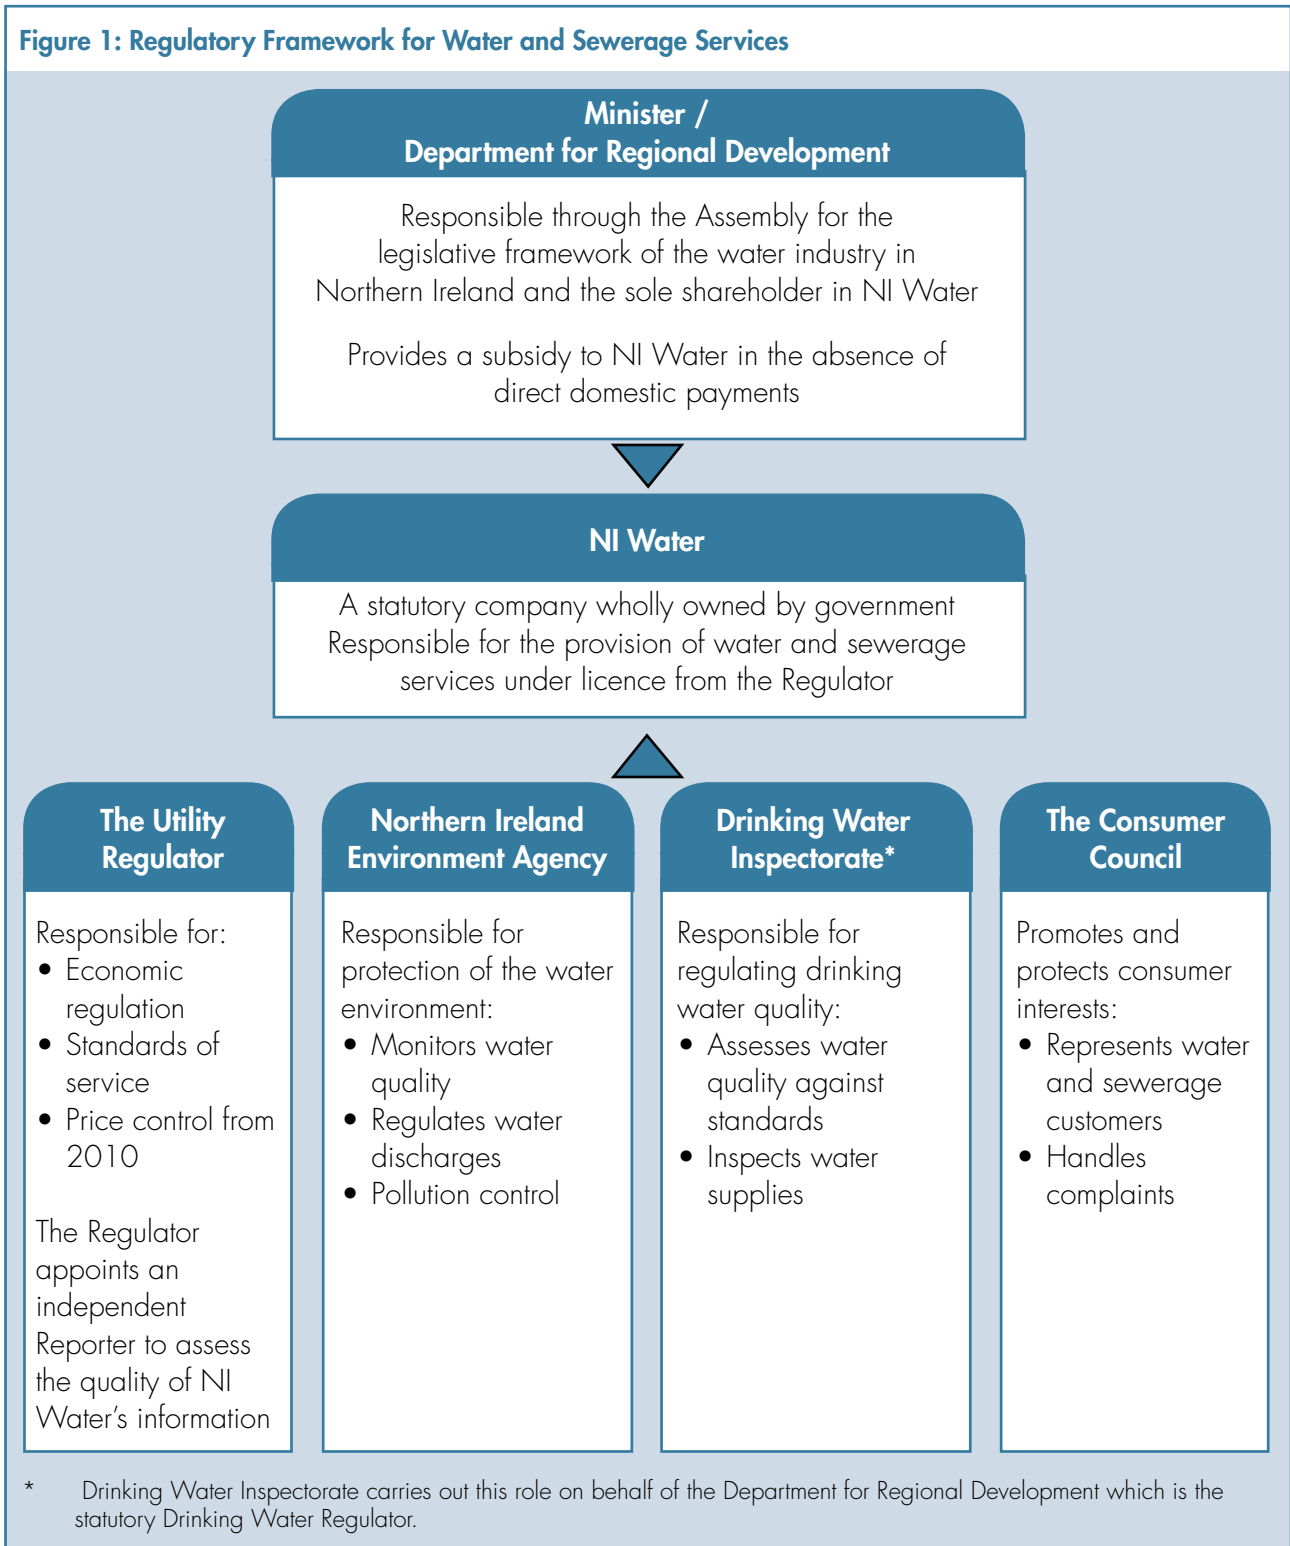 Figure 1: Regulatory Framework for Water and Sewerage Services
Minister /
Department for Regional Development
Responsible through the Assembly for the
legislative framework of the water industry in
Northern Ireland and the sole shareholder in NI Water
Provides a subsidy to NI Water in the absence of
direct domestic payments
NI Water
A statutory company wholly owned by government
Responsible for the provision of water and sewerage
services under licence from the Regulator
The Utility
Regulator
Responsible for:
• Economic
regulation
• Standards of
service
• Price control from
2010
The Regulator
appoints an
independent
Reporter to assess
the quality of NI
Water’s information
Northern Ireland
Environment Agency
Responsible for
protection of the water
environment:
• Monitors water
quality
• Regulates water
discharges
• Pollution control
Drinking Water
Inspectorate*
Responsible for
regulating drinking
water quality:
• Assesses water
quality against
standards
• Inspects water
supplies
The Consumer
Council
Promotes and
protects consumer
interests:
• Represents water
and sewerage
customers
• Handles
complaints
* Drinking Water Inspectorate carries out this role on behalf of the Department for Regional Development which is the
statutory Drinking Water Regulator.